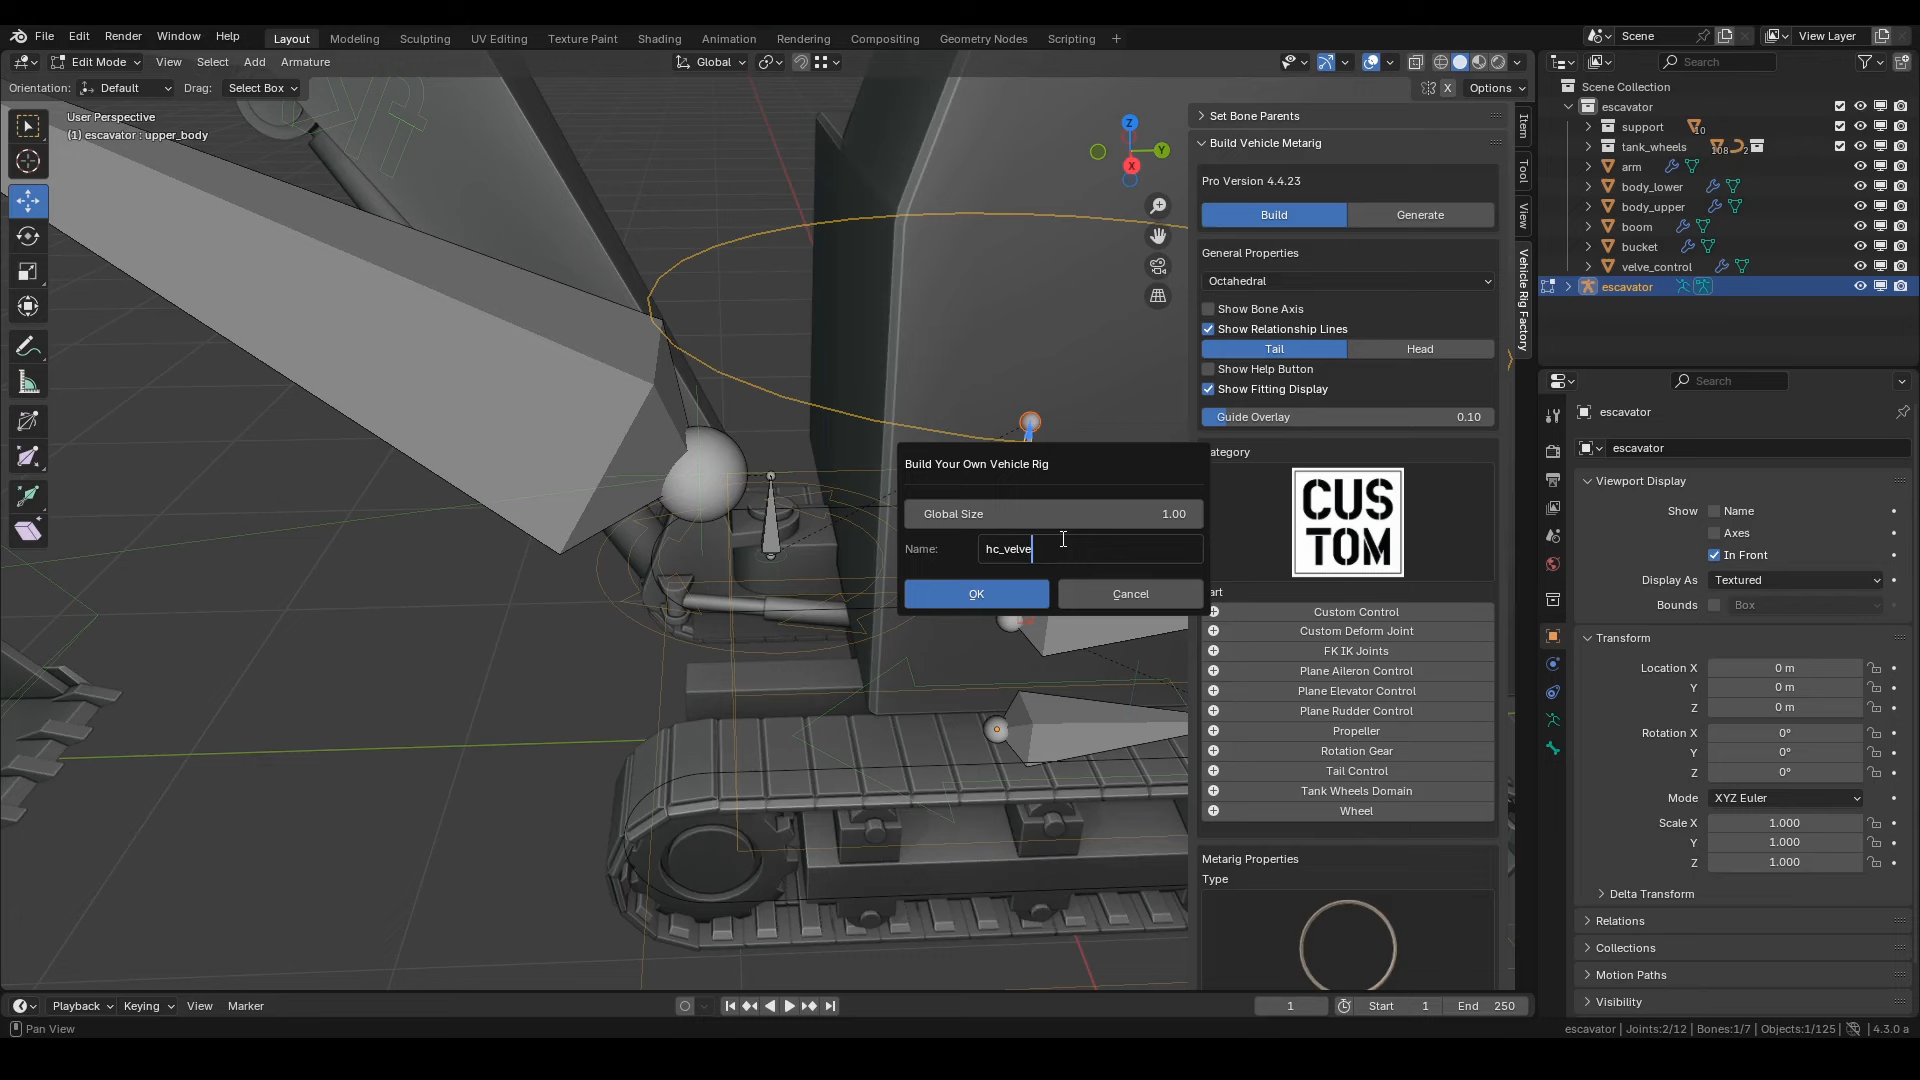 File Edit Render Window Help
Layout Modeling Sculpting UV Editing Texture Paint Shading Animation Rendering Compositing Geometry Nodes Scripting +
Scene
View Layer
Edit Mode View Select Add Armature
Global
Search
Orientation: Default Drag: Select Box
X Options
User Perspective
(1) escavator : upper_body
Z
Y
X
Scene Collection
escavator
support 10
tank_wheels 108 2
arm
body_lower
body_upper
boom
bucket
velve_control
escavator
Item
Tool
View
Vehicle Rig Factory
Set Bone Parents
Build Vehicle Metarig
Pro Version 4.4.23
Build Generate
General Properties
Octahedral
Show Bone Axis
Show Relationship Lines
Tail Head
Show Help Button
Show Fitting Display
Guide Overlay 0.10
ategory
CUS
TOM
art
Custom Control
Custom Deform Joint
FK IK Joints
Plane Aileron Control
Plane Elevator Control
Plane Rudder Control
Propeller
Rotation Gear
Tail Control
Tank Wheels Domain
Wheel
Metarig Properties
Type
Build Your Own Vehicle Rig
Global Size 1.00
Name: hc_velve
OK Cancel
Search
escavator
escavator
Viewport Display
Show Name
Axes
In Front
Display As Textured
Bounds Box
Transform
Location X 0 m
Y 0 m
Z 0 m
Rotation X 0°
Y 0°
Z 0°
Mode XYZ Euler
Scale X 1.000
Y 1.000
Z 1.000
Delta Transform
Relations
Collections
Motion Paths
Visibility
Playback Keying View Marker
1 Start 1 End 250
Pan View
escavator | Joints:2/12 | Bones:1/7 | Objects:1/125 | 4.3.0 a